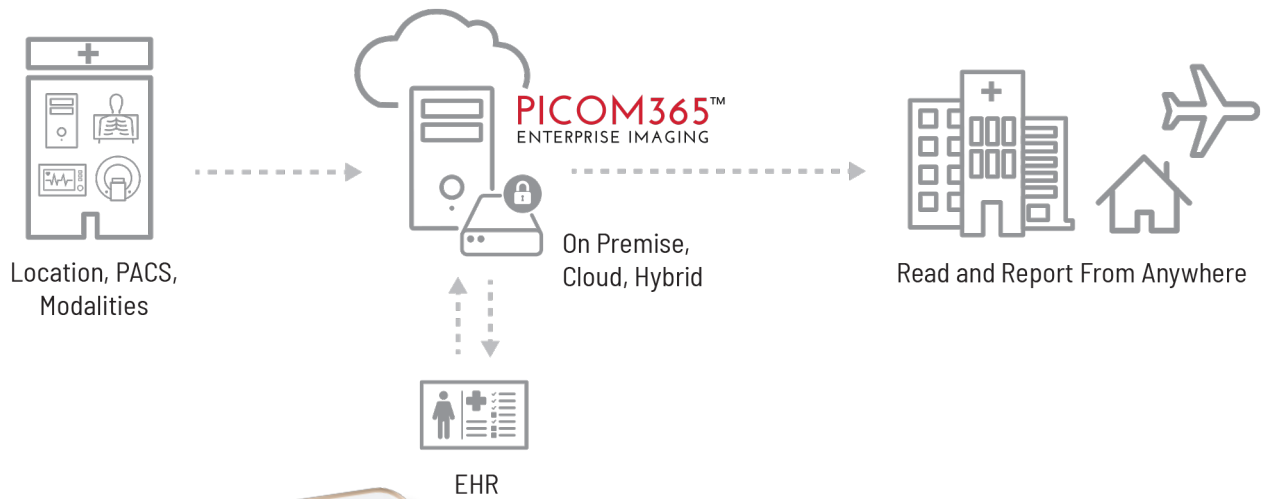 PICOM365™
ENTERPRISE IMAGING
Location, PACS,
Modalities
On Premise,
Cloud, Hybrid
Read and Report From Anywhere
EHR